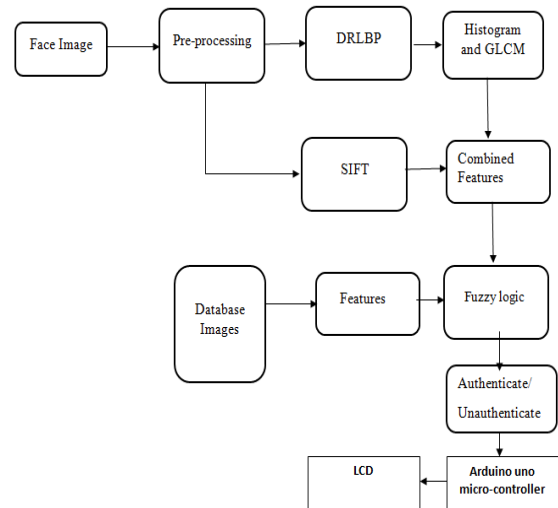 Face Image
Pre-processing
DRLBP
Histogram
and GLCM
SIFT
Combined
Features
Database
Images
Features
Fuzzy logic
Authenticate/
Unauthenticate
LCD
Arduino uno
micro-controller